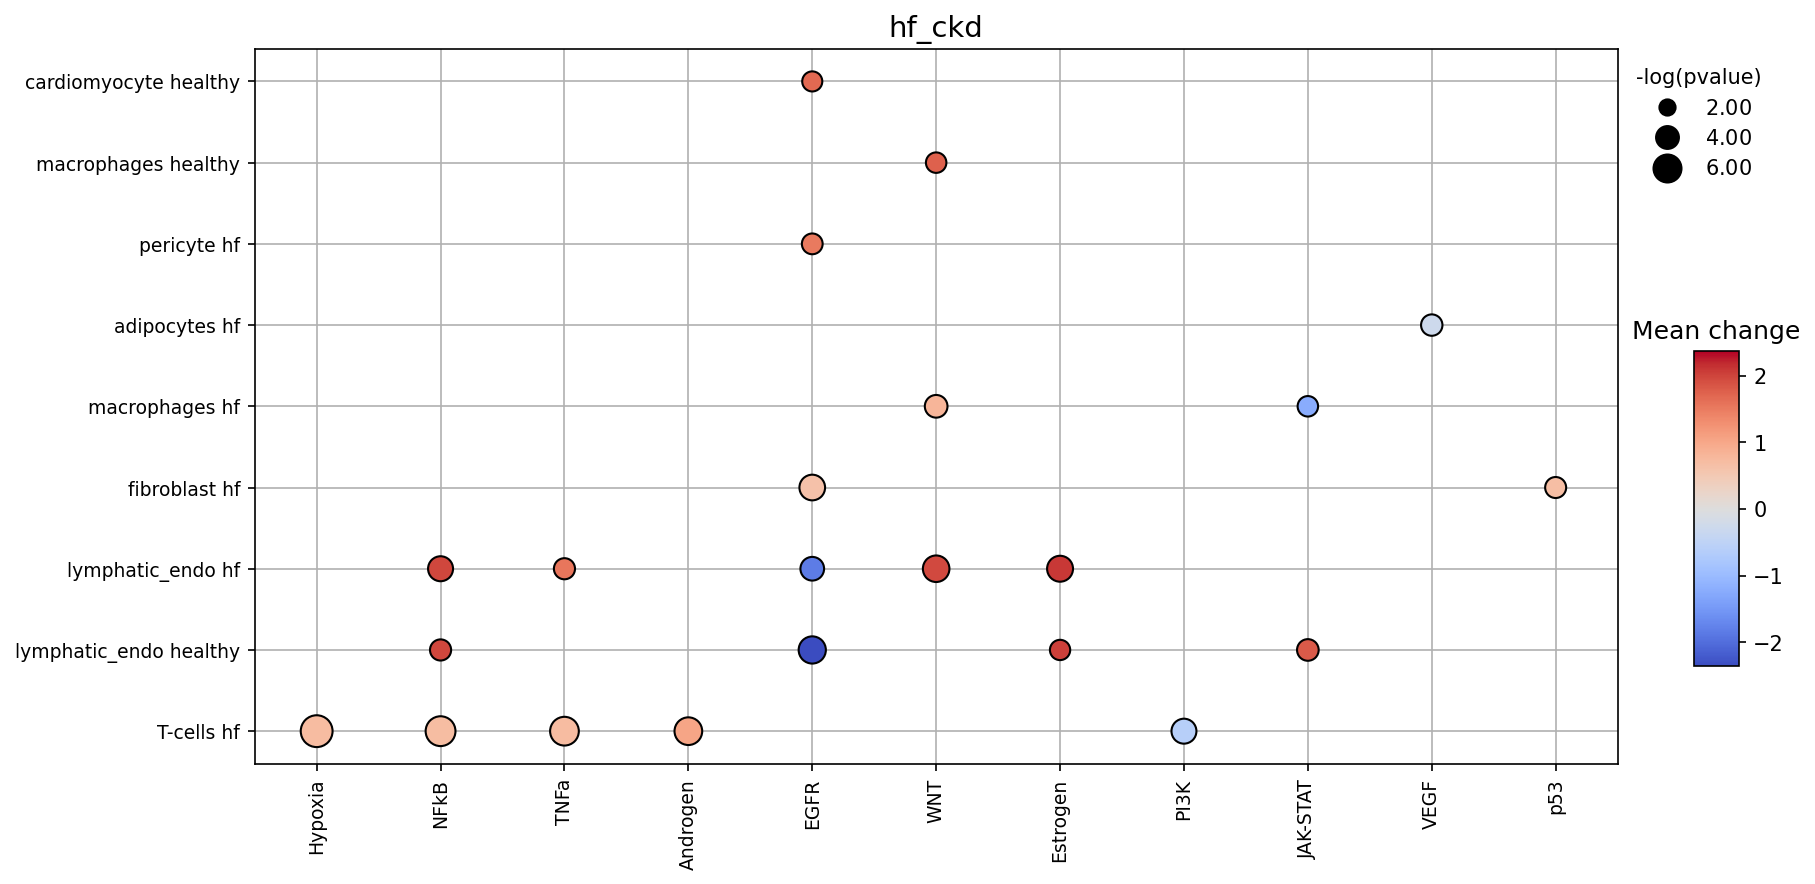 hf_ckd
cardiomyocyte healthy
macrophages healthy
pericyte hf
adipocytes hf
macrophages hf
fibroblast hf
lymphatic_endo hf
lymphatic_endo healthy
T-cells hf
Hypoxia
NFkB
TNFa
Androgen
EGFR
WNT
Estrogen
PI3K
JAK-STAT
VEGF
p53
-log(pvalue)
2.00
4.00
6.00
Mean change
2
1
0
−1
−2